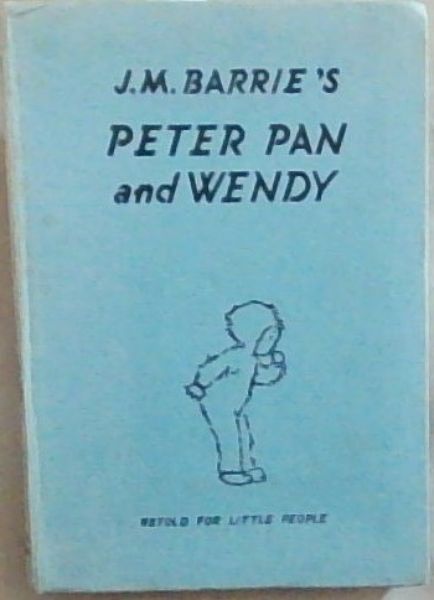 J.M. BARRIE'S
PETER PAN
and WENDY
RETOLD FOR LITTLE PEOPLE